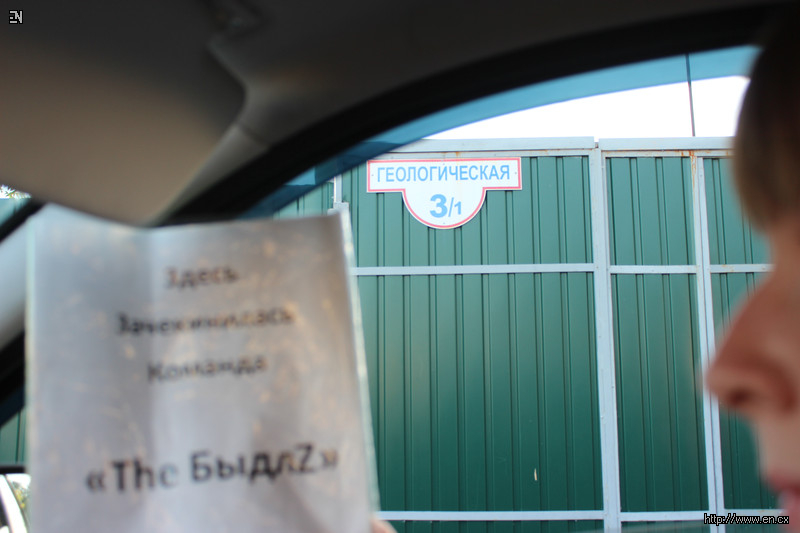 EN
ГЕОЛОГИЧЕСКАЯ
3/1
Здесь
Зачекинилась
Команда
«The БыдлZ»
http://www.en.cx